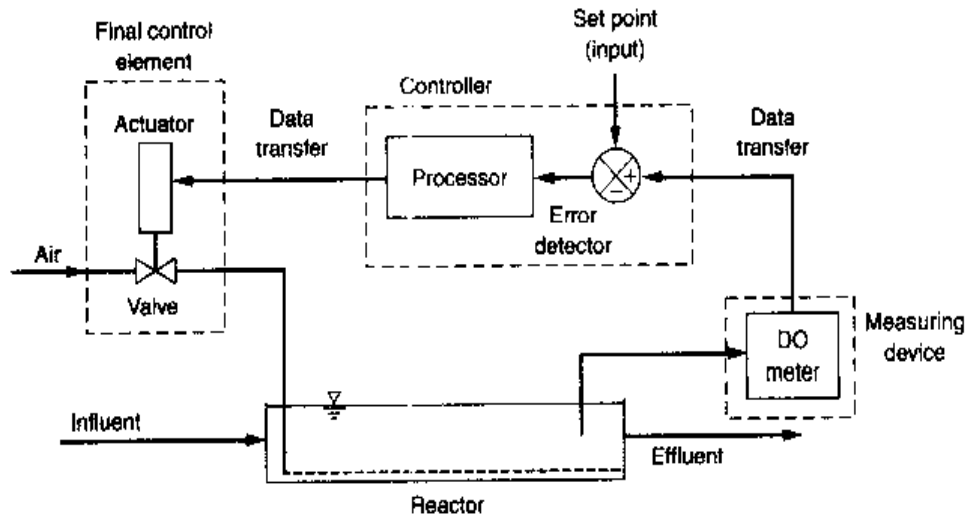 Final control
element
Actuator
Air
Valve
Data
transfer
Controller
Processor
Set point
(input)
+
−
Error
detector
Data
transfer
DO
meter
Measuring
device
Influent
Effluent
Reactor